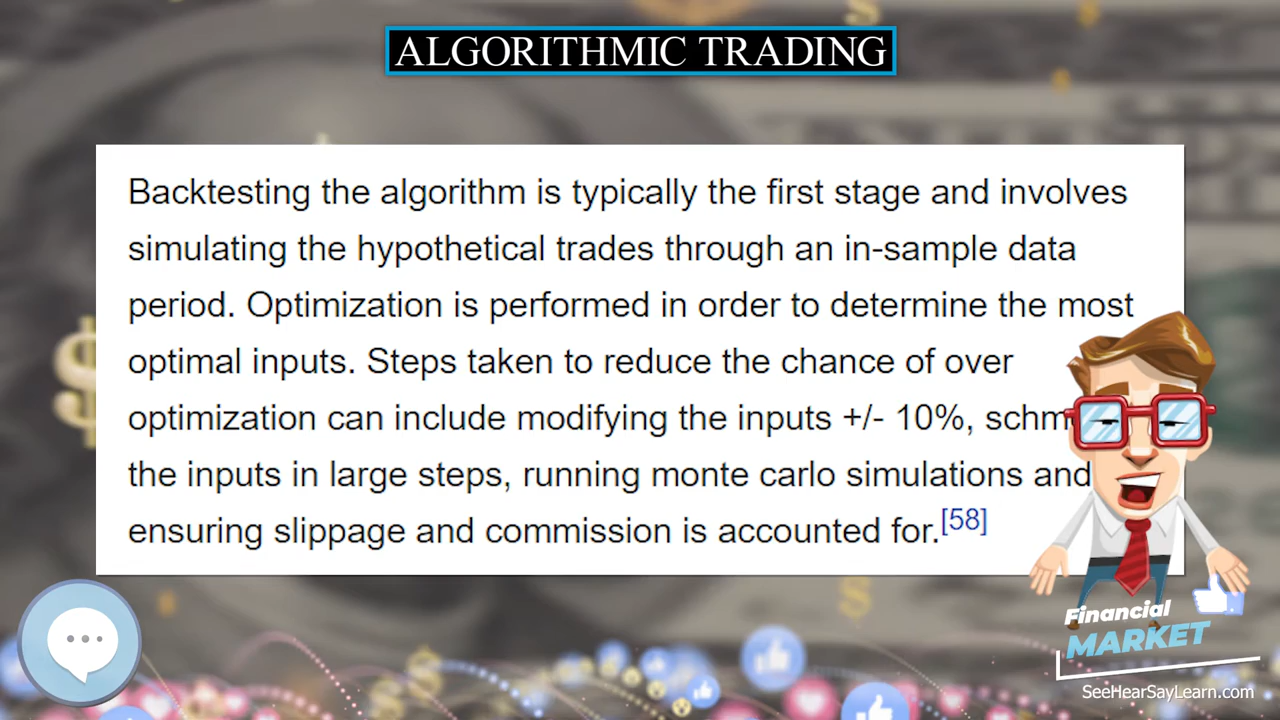 ALGORITHMIC TRADING
Backtesting the algorithm is typically the first stage and involves
simulating the hypothetical trades through an in-sample data
period. Optimization is performed in order to determine the most
optimal inputs. Steps taken to reduce the chance of over
optimization can include modifying the inputs +/- 10%,
the inputs in large steps, running monte carlo simulations and
ensuring slippage and commission is accounted for.[58]
Financial
MARKET
SeeHearSayLearn.com